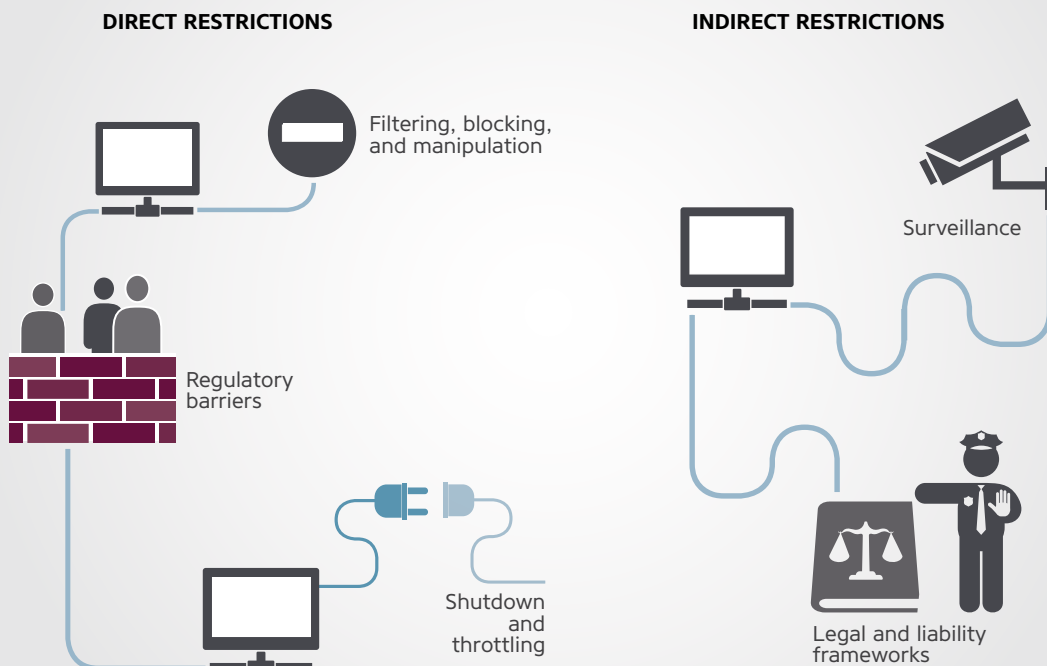 DIRECT RESTRICTIONS
Filtering, blocking,
and manipulation
Regulatory
barriers
Shutdown
and
throttling
INDIRECT RESTRICTIONS
Surveillance
Legal and liability
frameworks